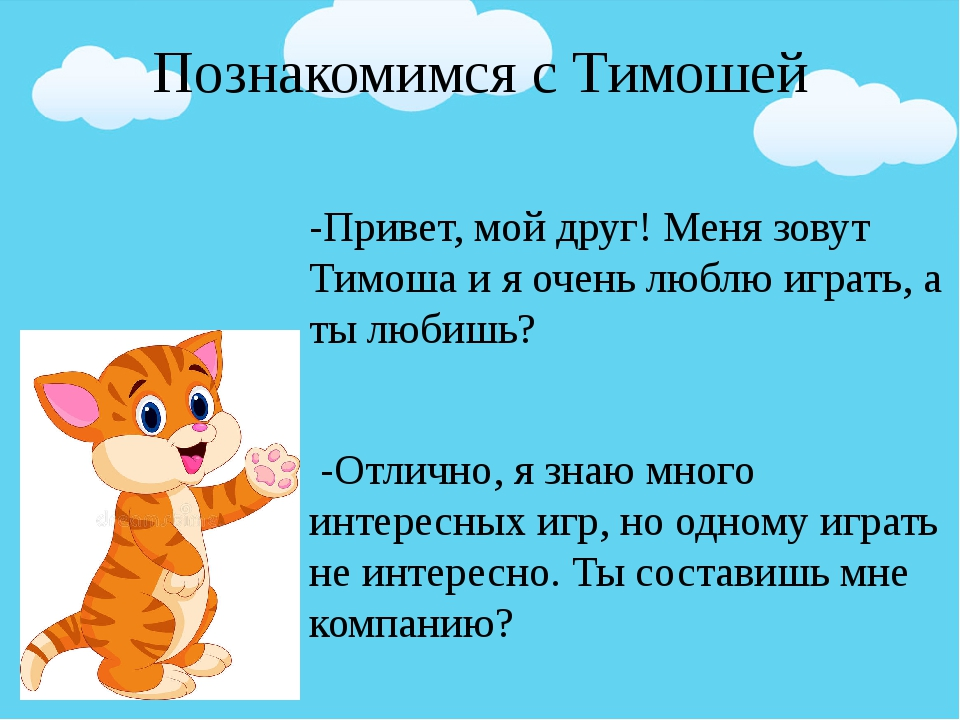 Познакомимся с Тимошей
-Привет, мой друг! Меня зовут
Тимоша и я очень люблю играть, а
ты любишь?
-Отлично, я знаю много
интересных игр, но одному играть
не интересно. Ты составишь мне
компанию?